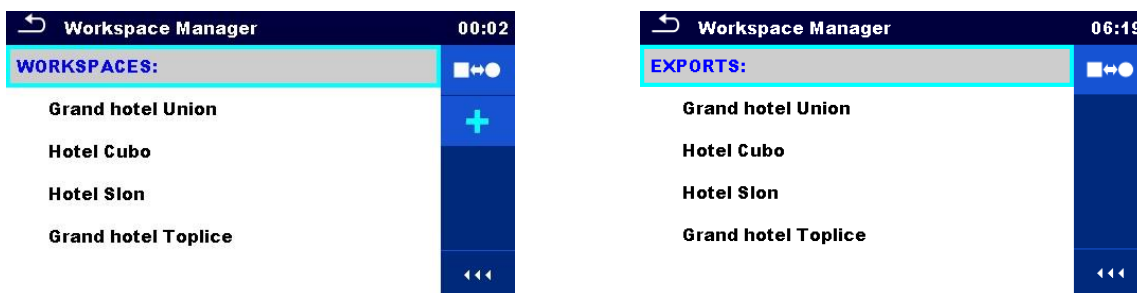 Workspace Manager 00:02
WORKSPACES:
Grand hotel Union
Hotel Cubo
Hotel Slon
Grand hotel Toplice
Workspace Manager 06:19
EXPORTS:
Grand hotel Union
Hotel Cubo
Hotel Slon
Grand hotel Toplice